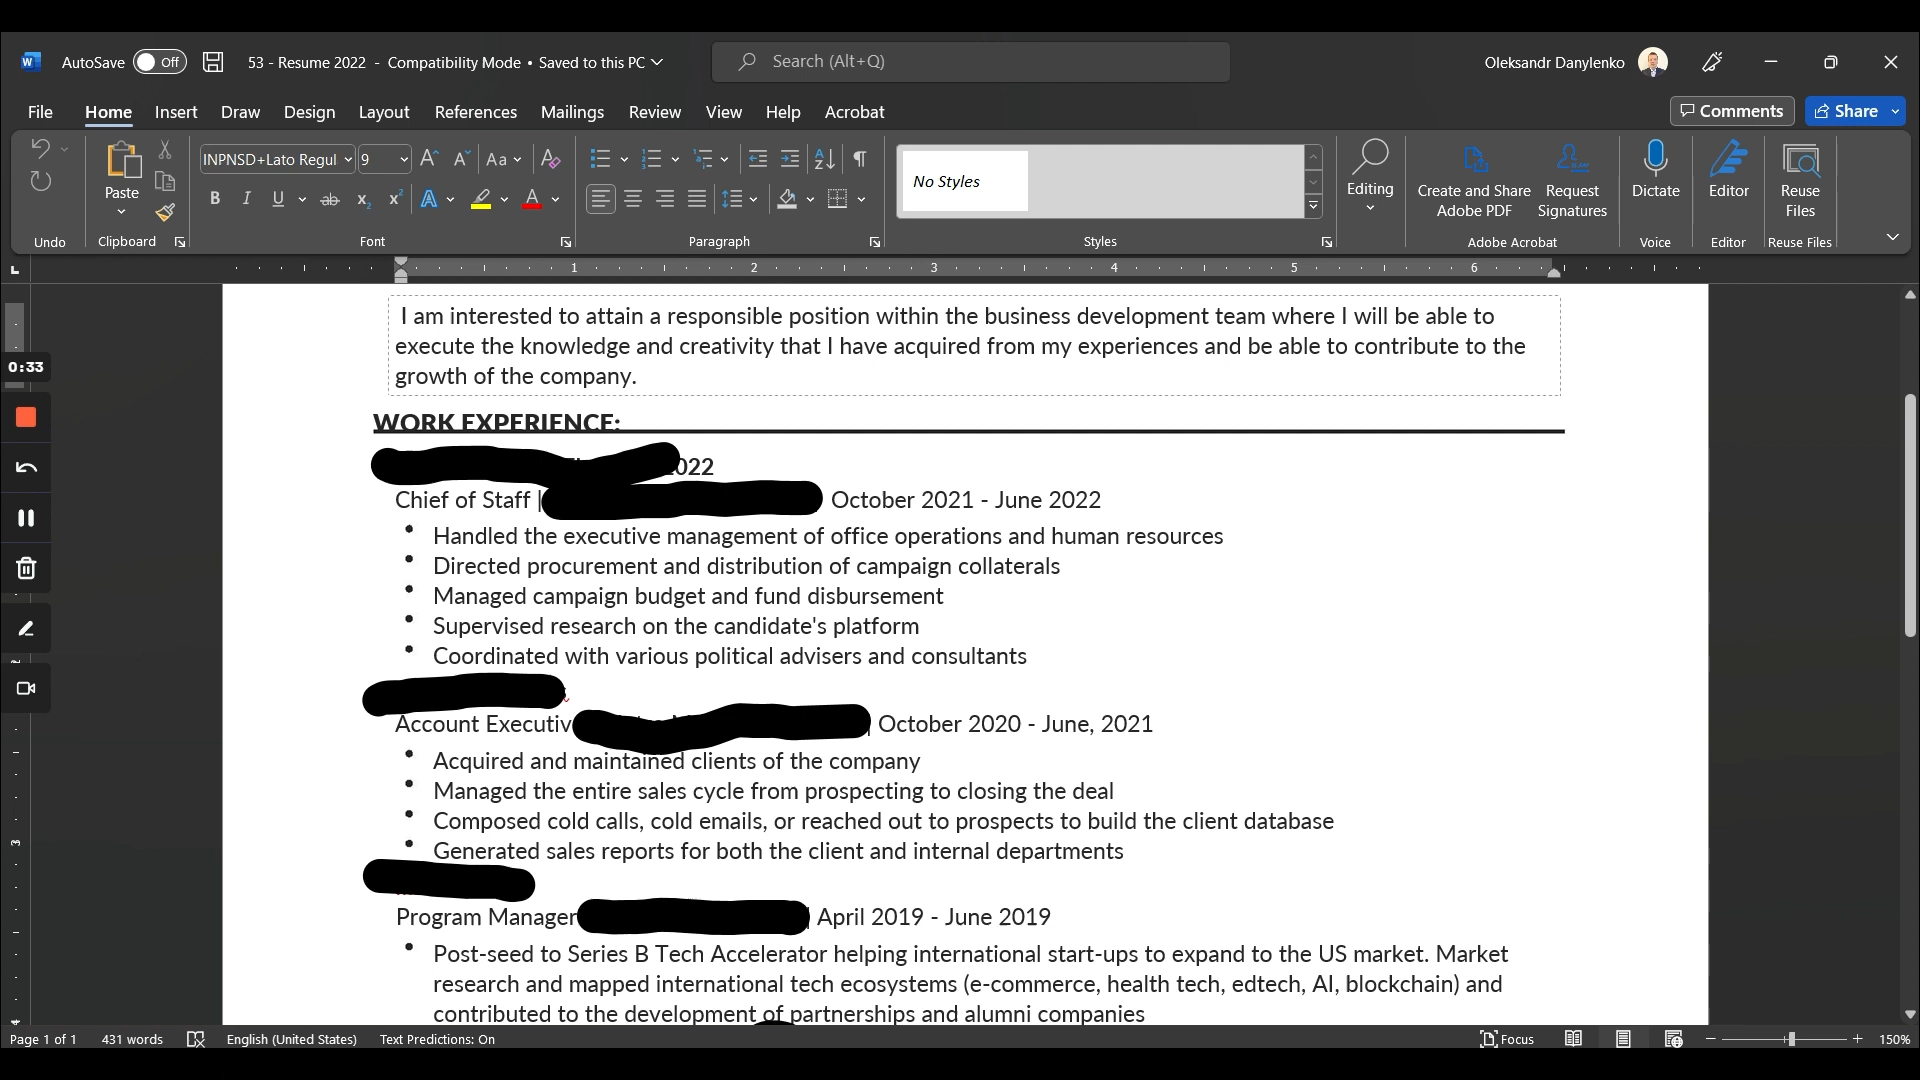 AutoSave Off 53 - Resume 2022 - Compatibility Mode • Saved to this PC Search (Alt+Q) Oleksandr Danylenko
File Home Insert Draw Design Layout References Mailings Review View Help Acrobat Comments Share
INPNSD+Lato Regul 9 A A Aa A
Paste No Styles Editing Create and Share Adobe PDF Request Signatures Dictate Editor Reuse Files
B I U ab x2 x2 A A
Undo Clipboard Font Paragraph Styles Adobe Acrobat Voice Editor Reuse Files
L 1 2 3 4 5 6
I am interested to attain a responsible position within the business development team where I will be able to
execute the knowledge and creativity that I have acquired from my experiences and be able to contribute to the
growth of the company.
0:33
WORK EXPERIENCE:
2022
Chief of Staff | October 2021 - June 2022
• Handled the executive management of office operations and human resources
• Directed procurement and distribution of campaign collaterals
• Managed campaign budget and fund disbursement
• Supervised research on the candidate's platform
• Coordinated with various political advisers and consultants
Account Executiv | October 2020 - June, 2021
• Acquired and maintained clients of the company
• Managed the entire sales cycle from prospecting to closing the deal
• Composed cold calls, cold emails, or reached out to prospects to build the client database
• Generated sales reports for both the client and internal departments
Program Manager | April 2019 - June 2019
• Post-seed to Series B Tech Accelerator helping international start-ups to expand to the US market. Market
research and mapped international tech ecosystems (e-commerce, health tech, edtech, AI, blockchain) and
contributed to the development of partnerships and alumni companies
Page 1 of 1 431 words English (United States) Text Predictions: On Focus 150%